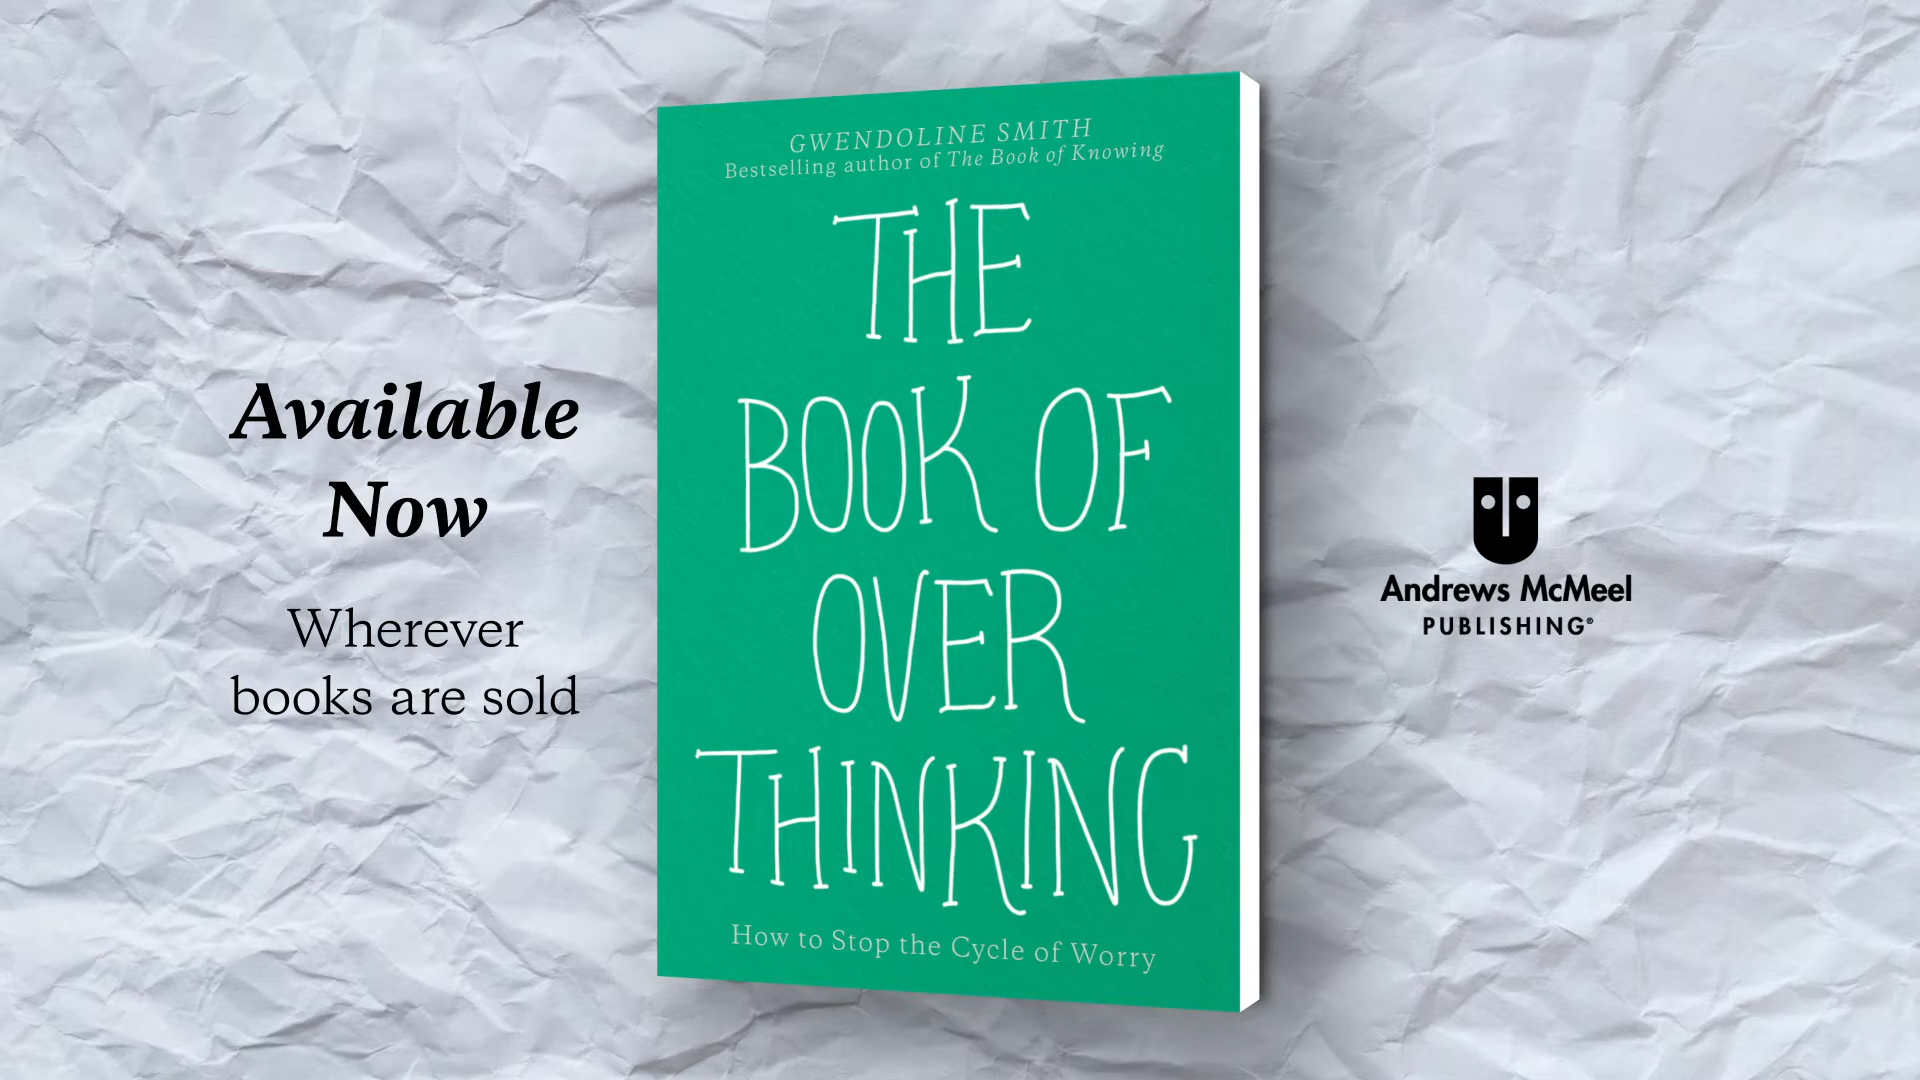 Available
Now
Wherever
books are sold
GWENDOLINE SMITH
Bestselling author of The Book of Knowing
THE
BOOK OF
OVER
THINKING
How to Stop the Cycle of Worry
Andrews McMeel
PUBLISHING®